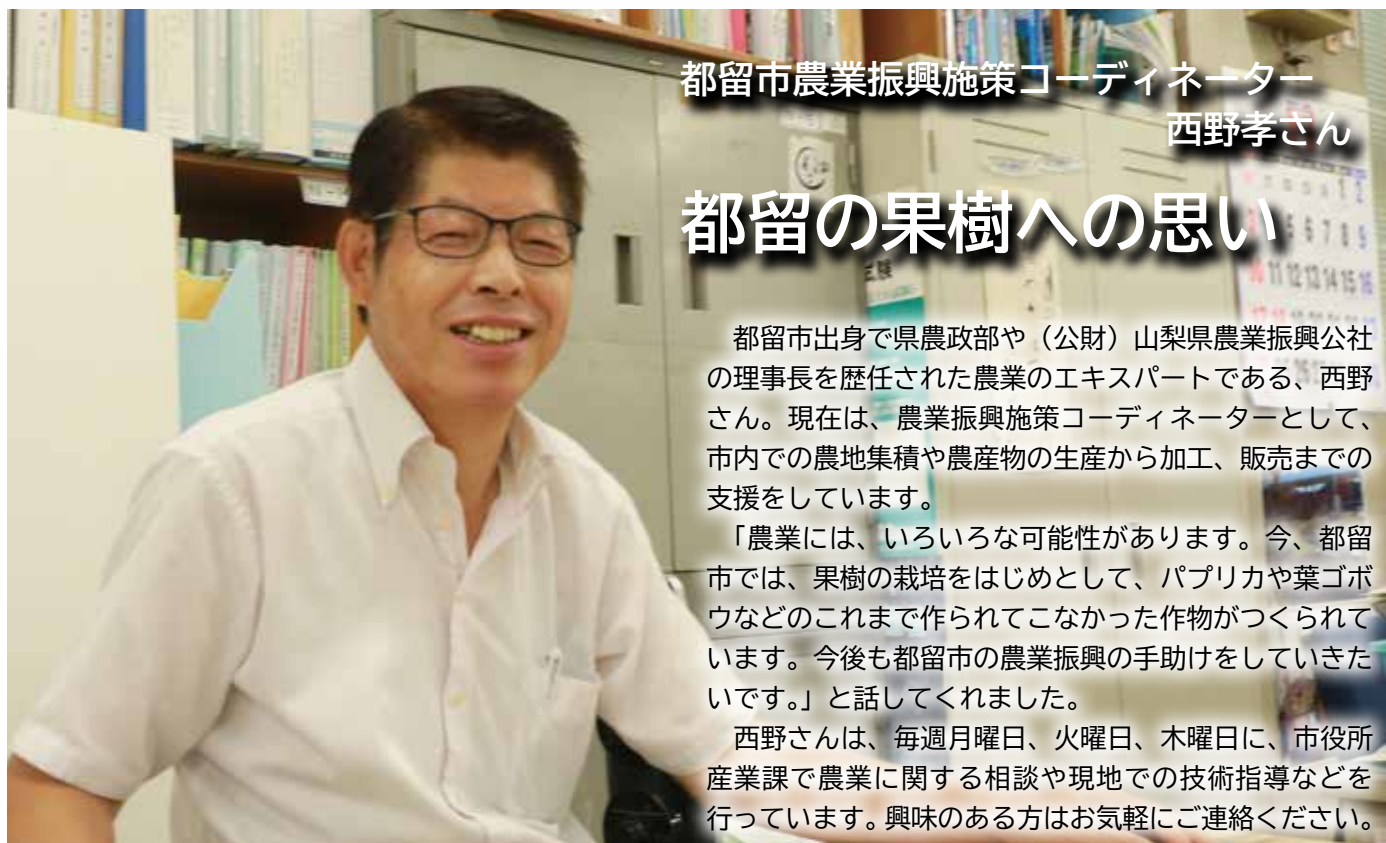 都留市農業振興施策コーディネーター
西野孝さん
都留の果樹への思い
都留市出身で県農政部や（公財）山梨県農業振興公社
の理事長を歴任された農業のエキスパートである、西野
さん。現在は、農業振興施策コーディネーターとして、
市内での農地集積や農産物の生産から加工、販売までの
支援をしています。
「農業には、いろいろな可能性があります。今、都留
市では、果樹の栽培をはじめとして、パプリカや葉ゴボ
ウなどのこれまで作られてこなかった作物がつくられて
います。今後も都留市の農業振興の手助けをしていきた
いです。」と話してくれました。
西野さんは、毎週月曜日、火曜日、木曜日に、市役所
産業課で農業に関する相談や現地での技術指導などを
行っています。興味のある方はお気軽にご連絡ください。
1 2
5 6 7 8 9
10 11 12 13 14 15 16